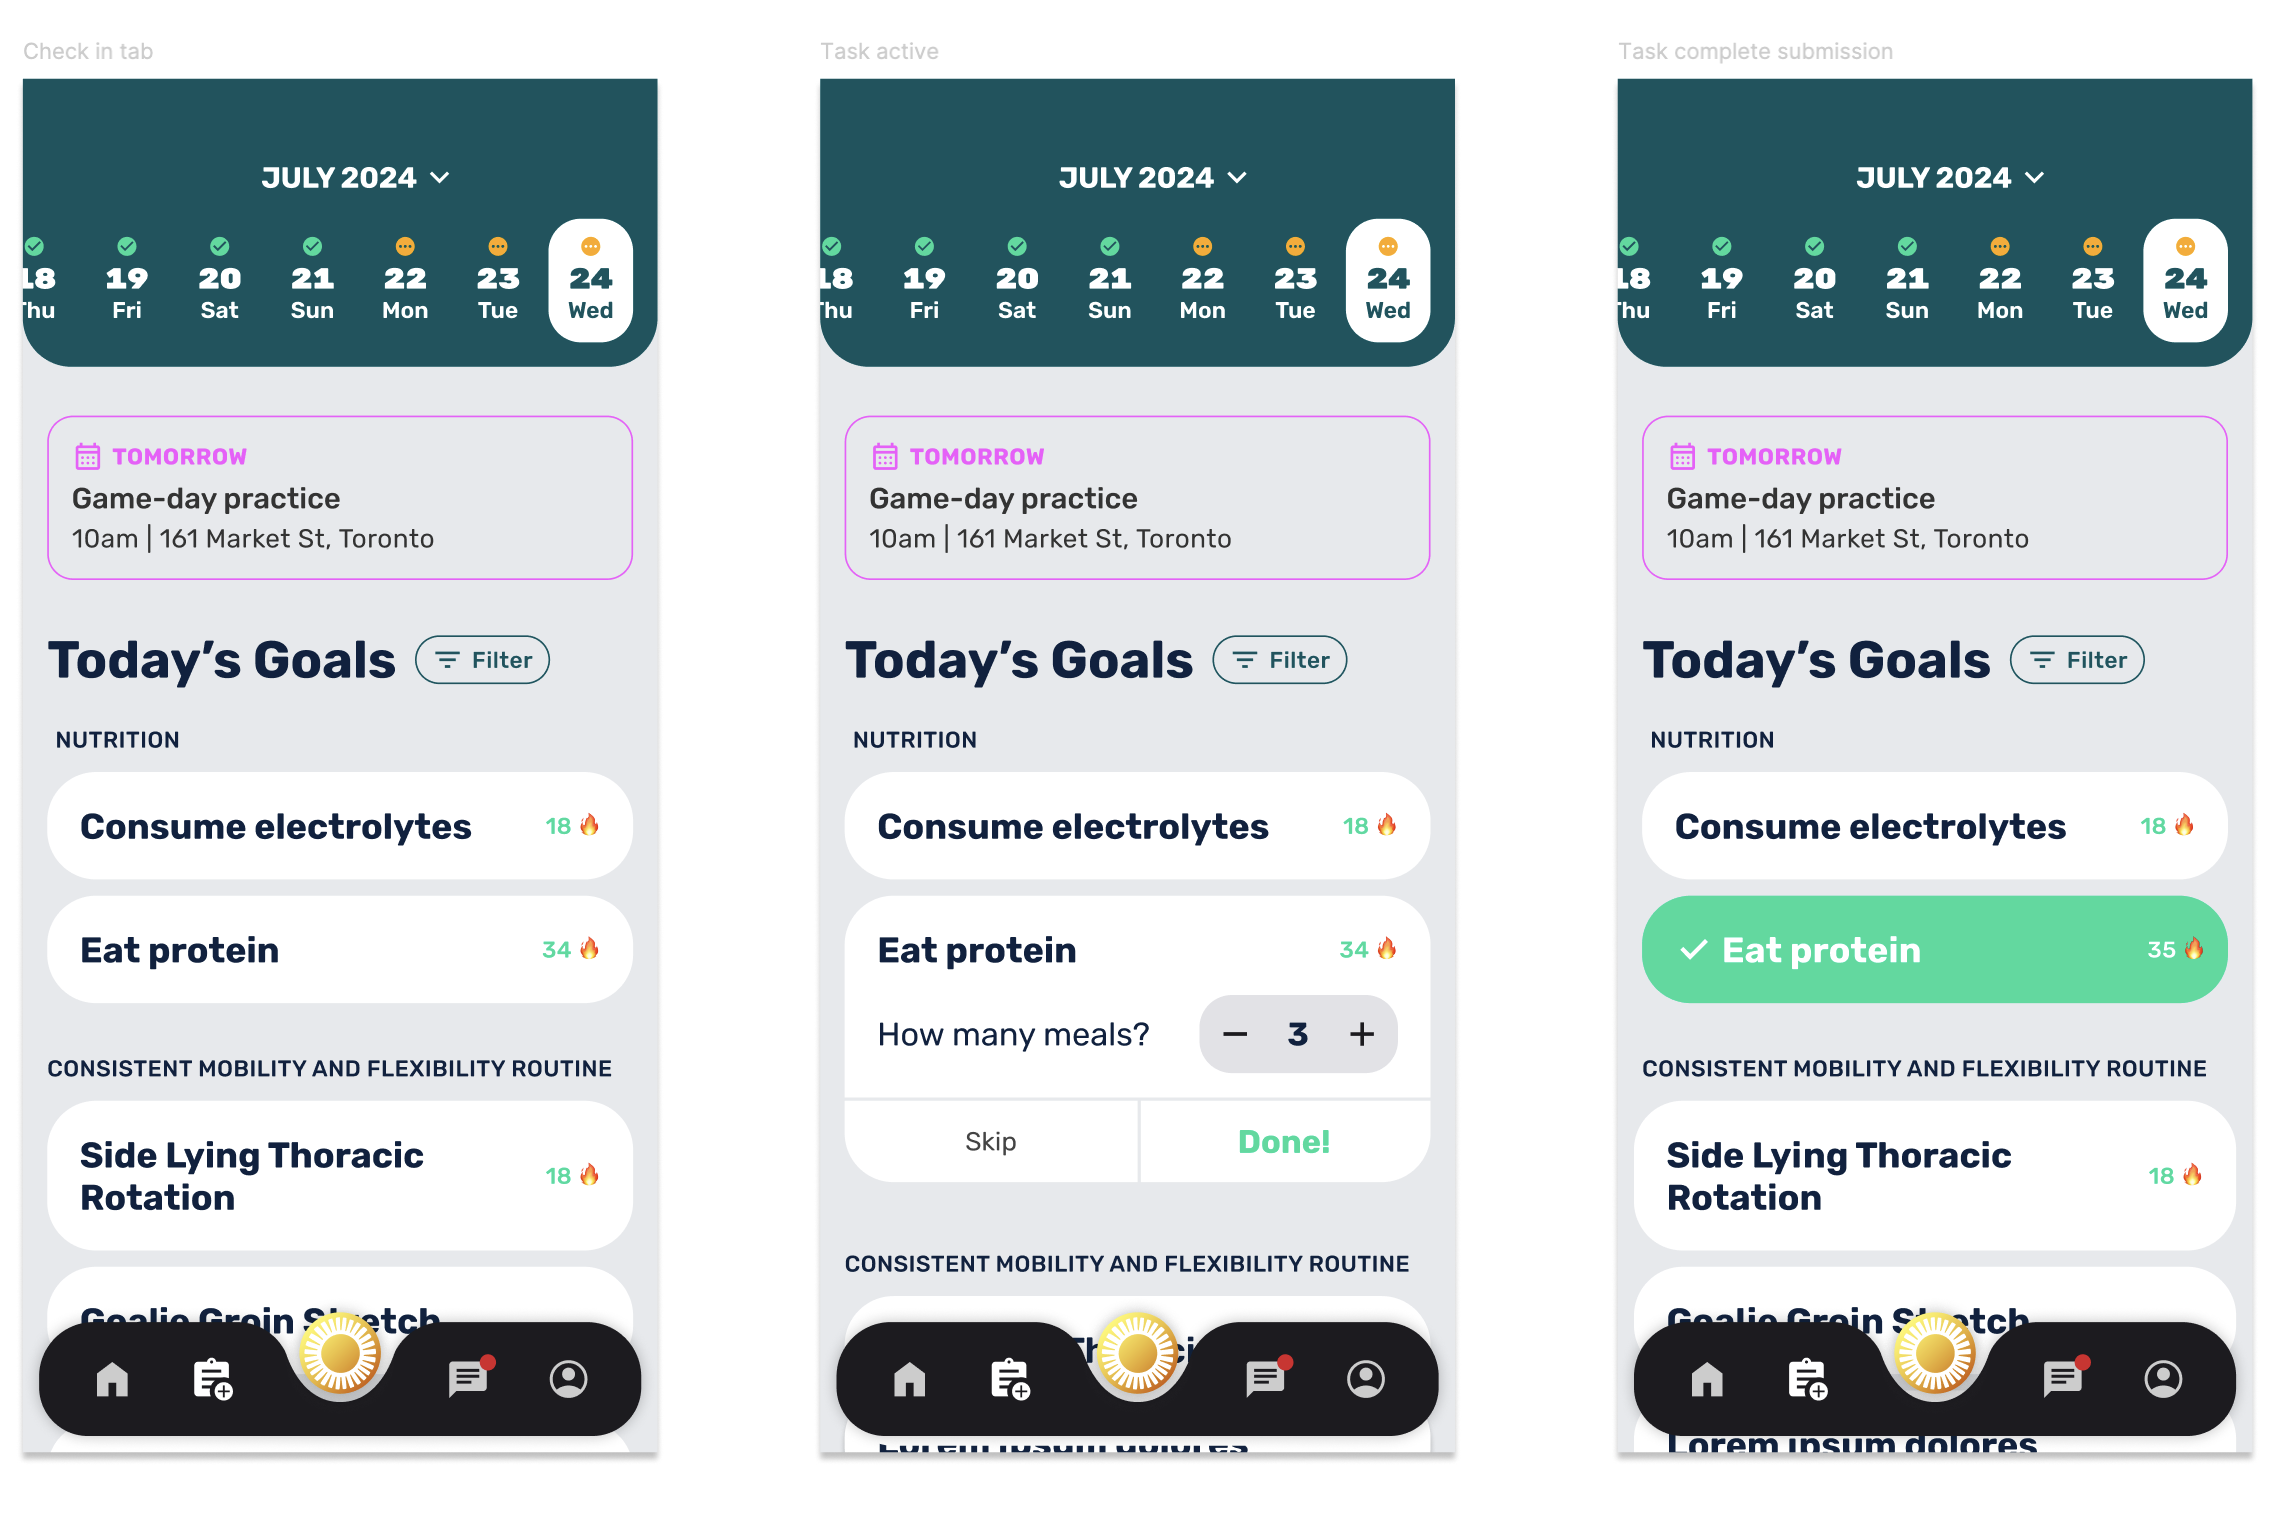 Check in tab
JULY 2024
18 19 20 21 22 23 24
Thu Fri Sat Sun Mon Tue Wed
TOMORROW
Game-day practice
10am | 161 Market St, Toronto
Today's Goals Filter
NUTRITION
Consume electrolytes 18
Eat protein 34
CONSISTENT MOBILITY AND FLEXIBILITY ROUTINE
Side Lying Thoracic
Rotation 18
Goalie Groin Stretch
Task active
JULY 2024
18 19 20 21 22 23 24
Thu Fri Sat Sun Mon Tue Wed
TOMORROW
Game-day practice
10am | 161 Market St, Toronto
Today's Goals Filter
NUTRITION
Consume electrolytes 18
Eat protein 34
How many meals? − 3 +
Skip Done!
CONSISTENT MOBILITY AND FLEXIBILITY ROUTINE
Lorem ipsum dolores
Task complete submission
JULY 2024
18 19 20 21 22 23 24
Thu Fri Sat Sun Mon Tue Wed
TOMORROW
Game-day practice
10am | 161 Market St, Toronto
Today's Goals Filter
NUTRITION
Consume electrolytes 18
Eat protein 35
CONSISTENT MOBILITY AND FLEXIBILITY ROUTINE
Side Lying Thoracic
Rotation 18
Goalie Groin Stretch
Lorem ipsum dolores